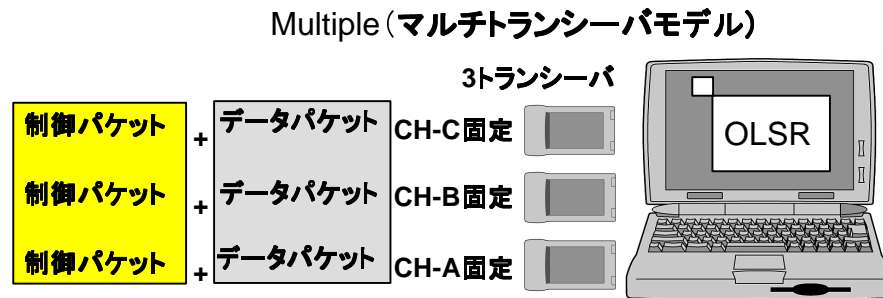 Multiple（マルチトランシーバモデル）
3トランシーバ
制御パケット + データパケット CH-C固定
OLSR
制御パケット + データパケット CH-B固定
制御パケット + データパケット CH-A固定